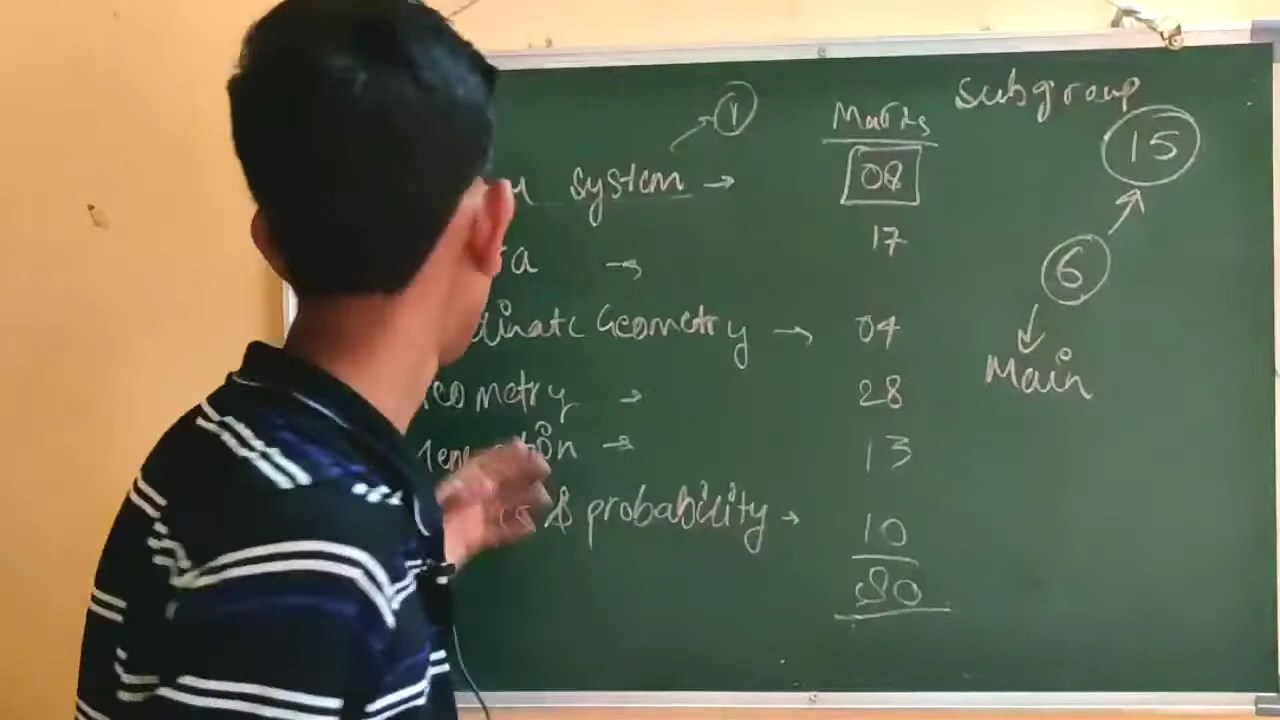 subgroup
1
Marks
15
system → 08
17
→
6
Geometry → 04
Main
→ 28
→ 13
& probability → 10
80